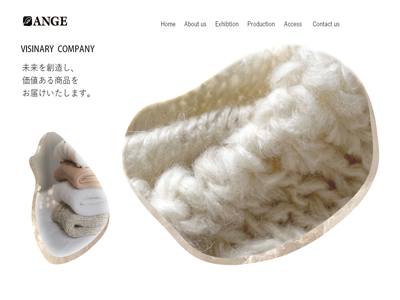 ANGE
Home About us Exhibtion Production Access Contact us
VISINARY COMPANY
未来を創造し、
価値ある商品を
お届けいたします。